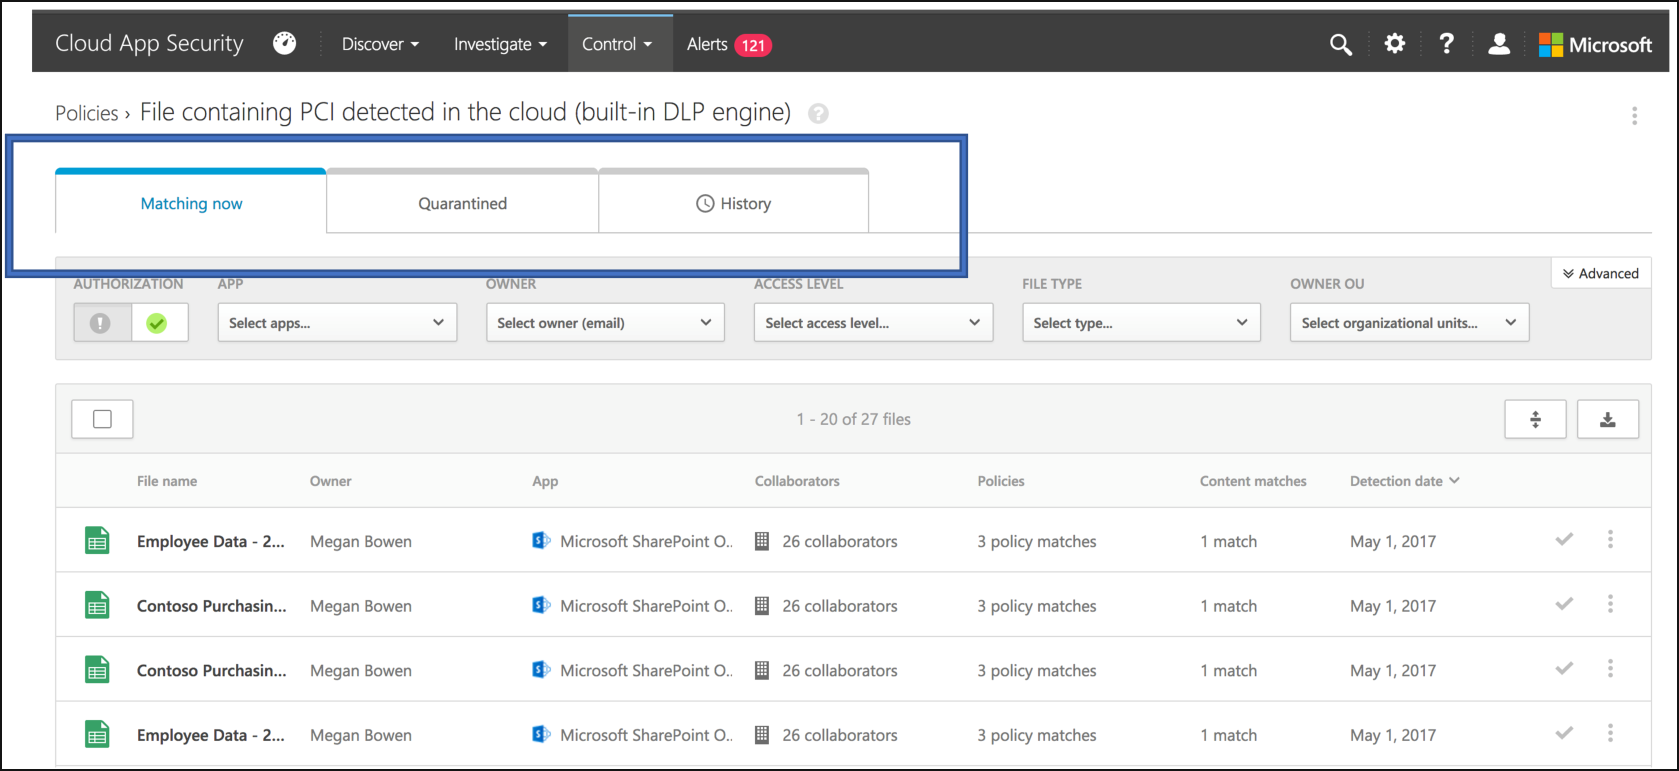 Cloud App Security Discover Investigate Control Alerts 121 ? Microsoft
Policies › File containing PCI detected in the cloud (built-in DLP engine) ?
Matching now Quarantined History
Advanced
AUTHORIZATION APP OWNER ACCESS LEVEL FILE TYPE OWNER OU
! Select apps... Select owner (email) Select access level... Select type... Select organizational units...
1 - 20 of 27 files
File name Owner App Collaborators Policies Content matches Detection date
Employee Data - 2... Megan Bowen S Microsoft SharePoint O.. 26 collaborators 3 policy matches 1 match May 1, 2017
Contoso Purchasin... Megan Bowen S Microsoft SharePoint O.. 26 collaborators 3 policy matches 1 match May 1, 2017
Contoso Purchasin... Megan Bowen S Microsoft SharePoint O.. 26 collaborators 3 policy matches 1 match May 1, 2017
Employee Data - 2... Megan Bowen S Microsoft SharePoint O.. 26 collaborators 3 policy matches 1 match May 1, 2017